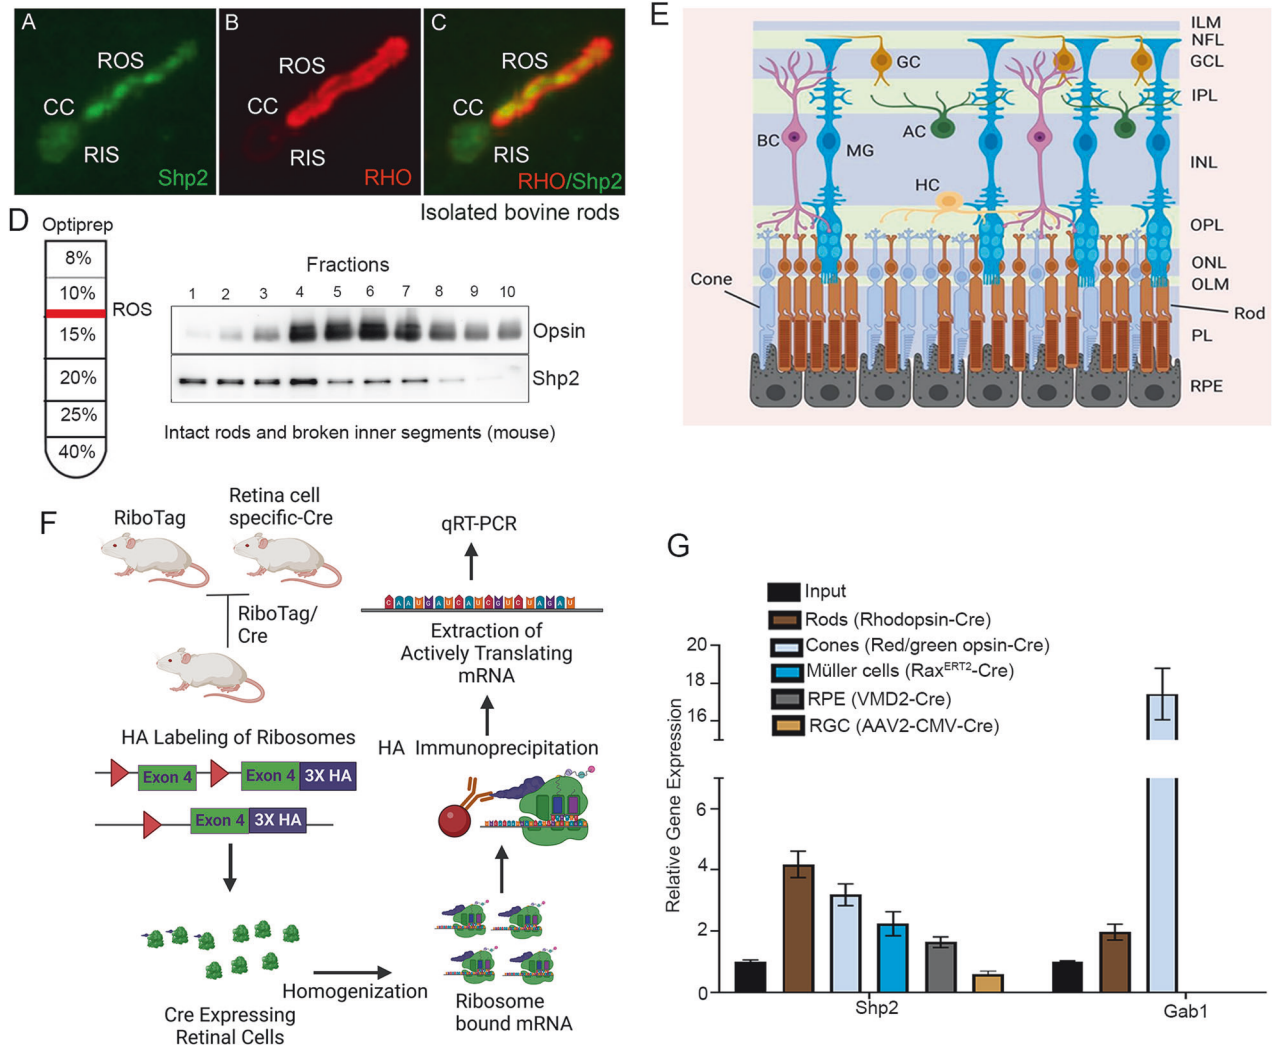 A
ROS
CC
RIS
Shp2
B
ROS
CC
RIS
RHO
C
ROS
CC
RIS
RHO/Shp2
Isolated bovine rods
D
Optiprep
8%
10%
15%
20%
25%
40%
ROS
Fractions
1 2 3 4 5 6 7 8 9 10
Opsin
Shp2
Intact rods and broken inner segments (mouse)
E
ILM
NFL
GCL
IPL
INL
OPL
ONL
OLM
PL
RPE
GC
AC
BC
MG
HC
Cone
Rod
F
RiboTag
Retina cell
specific-Cre
RiboTag/
Cre
HA Labeling of Ribosomes
Exon 4
Exon 4
3X HA
Exon 4
3X HA
Cre Expressing
Retinal Cells
Homogenization
Ribosome
bound mRNA
HA Immunoprecipitation
Extraction of
Actively Translating
mRNA
CAAUGAUCAUCGUCUAGAU
qRT-PCR
G
Input
Rods (Rhodopsin-Cre)
Cones (Red/green opsin-Cre)
Müller cells (RaxERT2-Cre)
RPE (VMD2-Cre)
RGC (AAV2-CMV-Cre)
Relative Gene Expression
20
18
16
6
4
2
0
Shp2
Gab1